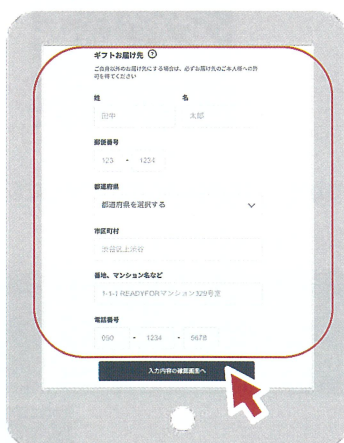 ギフトお届け先 ?
ご自身以外のお届け先にする場合は、必ずお届け先のご本人様への許
可を得てください
姓 名
田中 太郎
郵便番号
123 - 1234
都道府県
都道府県を選択する
市区町村
渋谷区上渋谷
番地、マンション名など
1-1-1 READYFORマンション329号室
電話番号
090 - 1234 - 5678
入力内容の確認画面へ